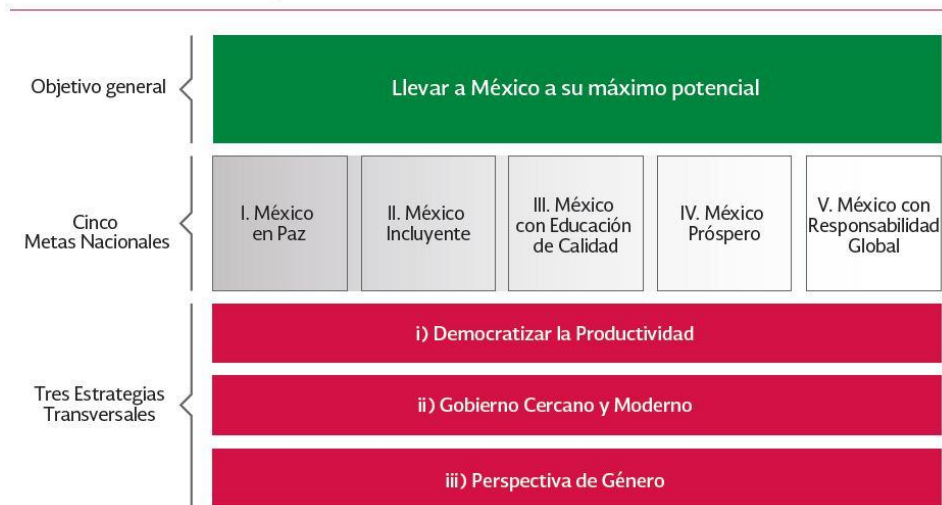 Objetivo general
Llevar a México a su máximo potencial
Cinco
Metas Nacionales
I. México
en Paz
II. México
Incluyente
III. México
con Educación
de Calidad
IV. México
Próspero
V. México con
Responsabilidad
Global
Tres Estrategias
Transversales
i) Democratizar la Productividad
ii) Gobierno Cercano y Moderno
iii) Perspectiva de Género